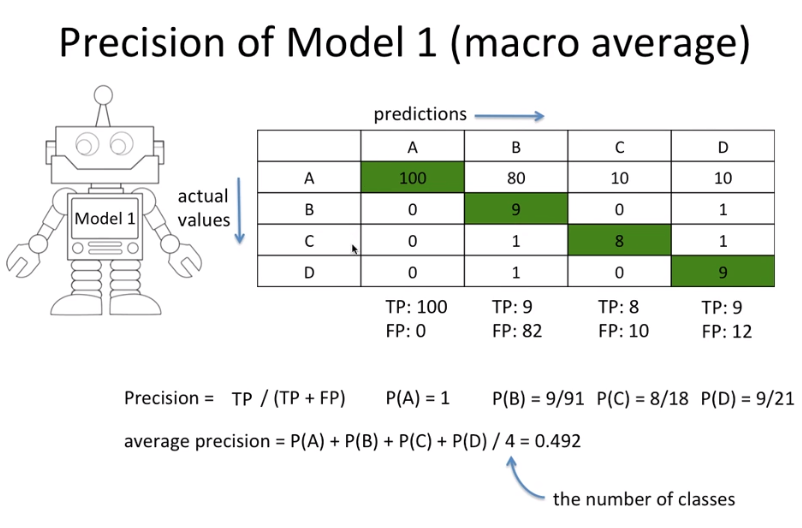 Precision of Model 1 (macro average)
predictions
A B C D
A 100 80 10 10
B 0 9 0 1
C 0 1 8 1
D 0 1 0 9
actual
values
Model 1
TP: 100 TP: 9 TP: 8 TP: 9
FP: 0 FP: 82 FP: 10 FP: 12
Precision = TP / (TP + FP) P(A) = 1 P(B) = 9/91 P(C) = 8/18 P(D) = 9/21
average precision = P(A) + P(B) + P(C) + P(D) / 4 = 0.492
the number of classes